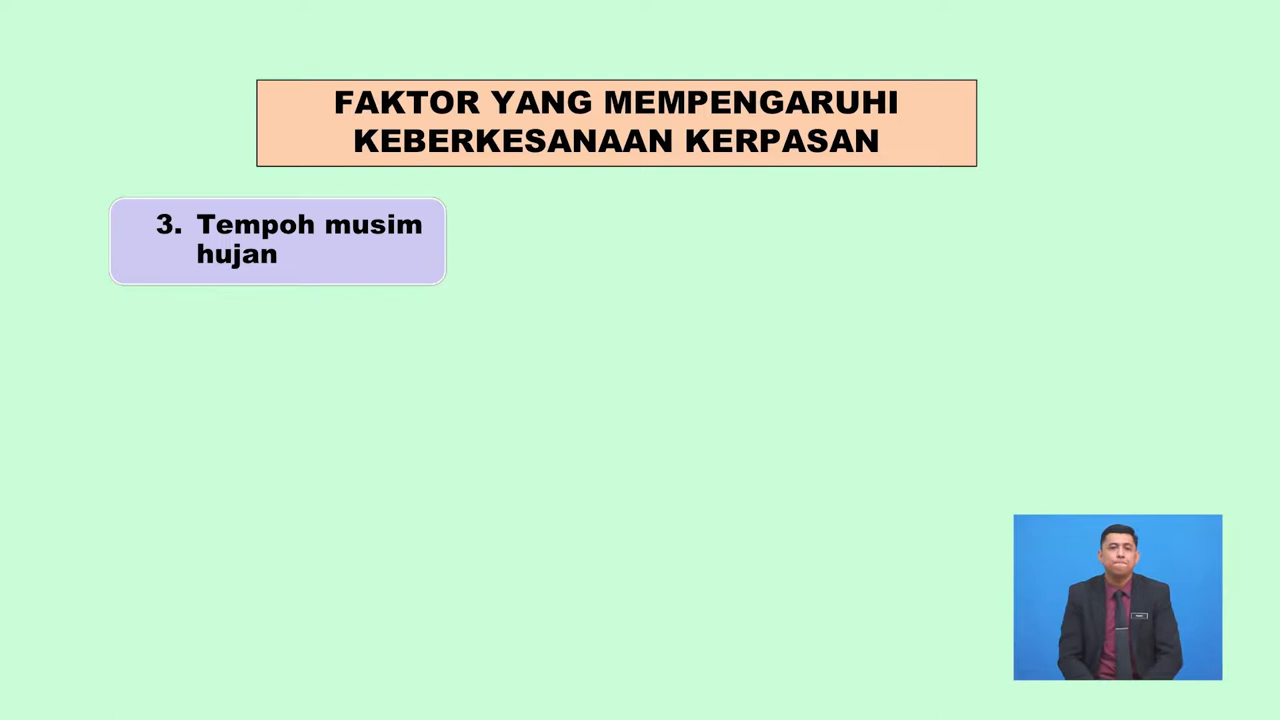 FAKTOR YANG MEMPENGARUHI
KEBERKESANAAN KERPASAN
3. Tempoh musim
hujan